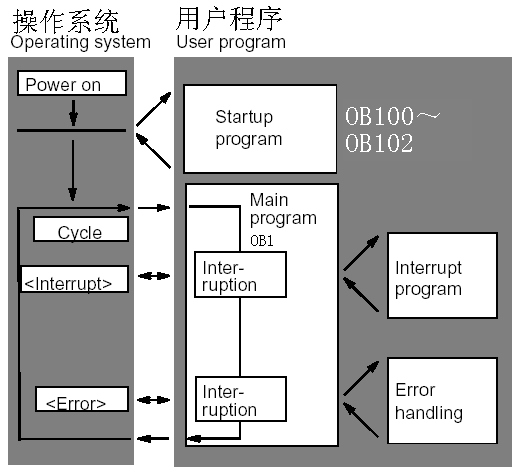 操作系统
Operating system
用户程序
User program
Power on
Startup
program
OB100～
OB102
Main
program
OB1
Cycle
<Interrupt>
Inter-
ruption
Interrupt
program
<Error>
Inter-
ruption
Error
handling